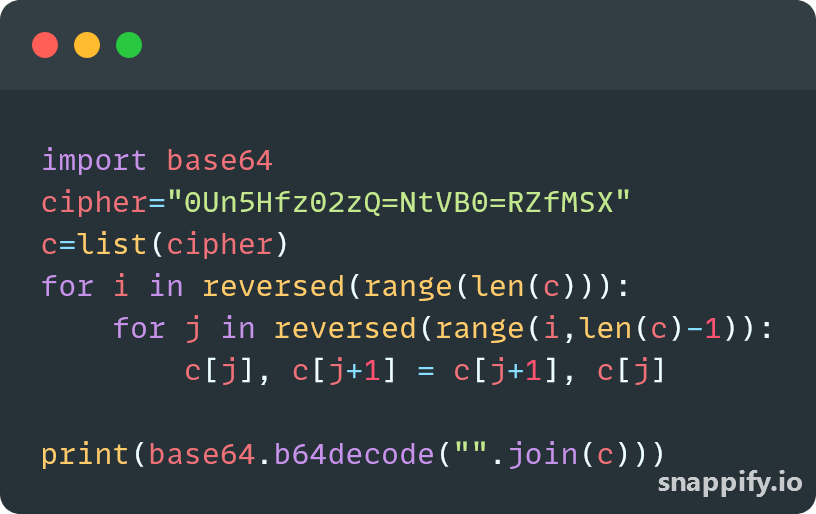 import base64
cipher="0Un5Hfz02zQ=NtVB0=RZfMSX"
c=list(cipher)
for i in reversed(range(len(c))):
    for j in reversed(range(i,len(c)-1)):
        c[j], c[j+1] = c[j+1], c[j]
print(base64.b64decode("".join(c)))
snappify.io